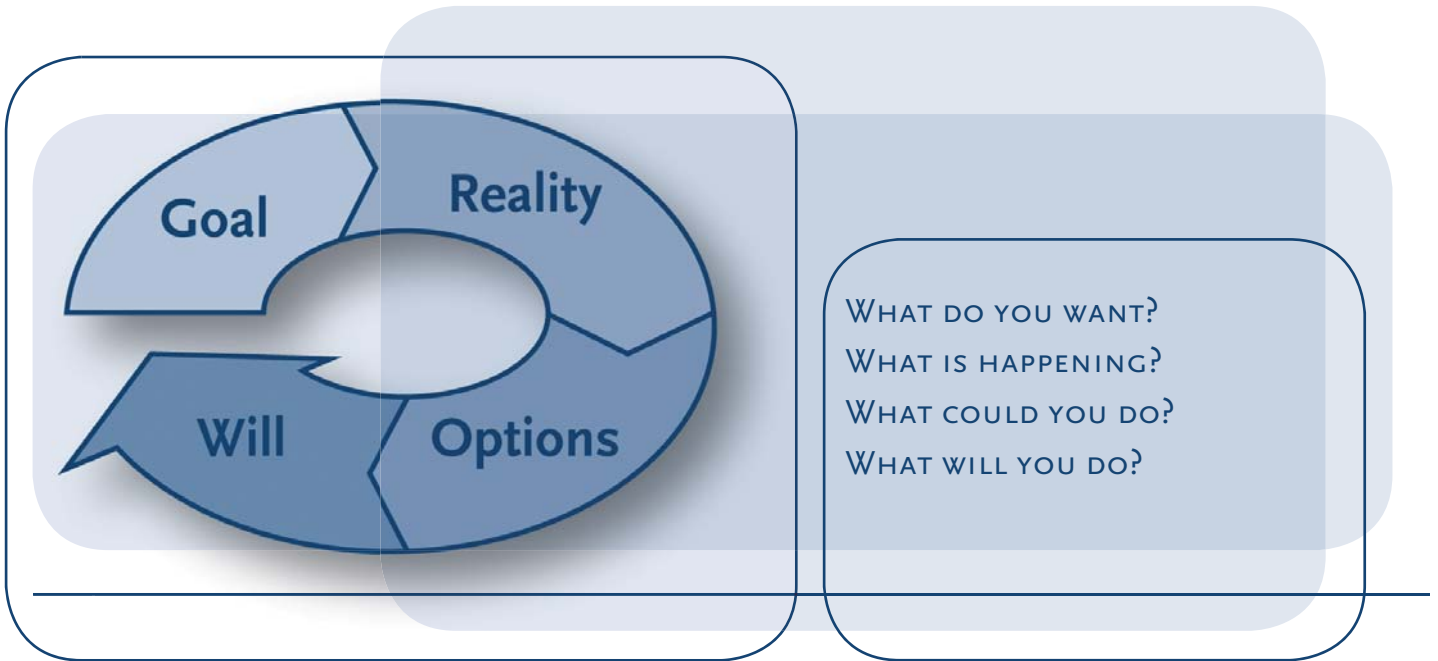 Goal
Reality
Options
Will
What do you want?
What is happening?
What could you do?
What will you do?